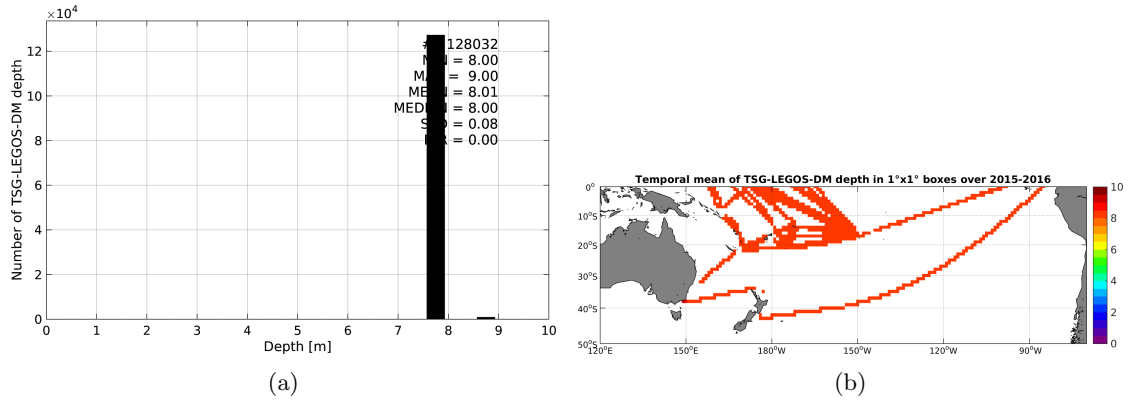 ×10⁴
12
10
8
6
4
2
0
Number of TSG-LEGOS-DM depth
# 128032
= 8.00
= 9.00
= 8.01
= 8.00
= 0.08
= 0.00
0 1 2 3 4 5 6 7 8 9 10
Depth [m]
(a)
Temporal mean of TSG-LEGOS-DM depth in 1°x1° boxes over 2015-2016
0°
10°S
20°S
30°S
40°S
50°S
120°E 150°E 180°W 150°W 120°W 90°W
10
8
6
4
2
0
(b)